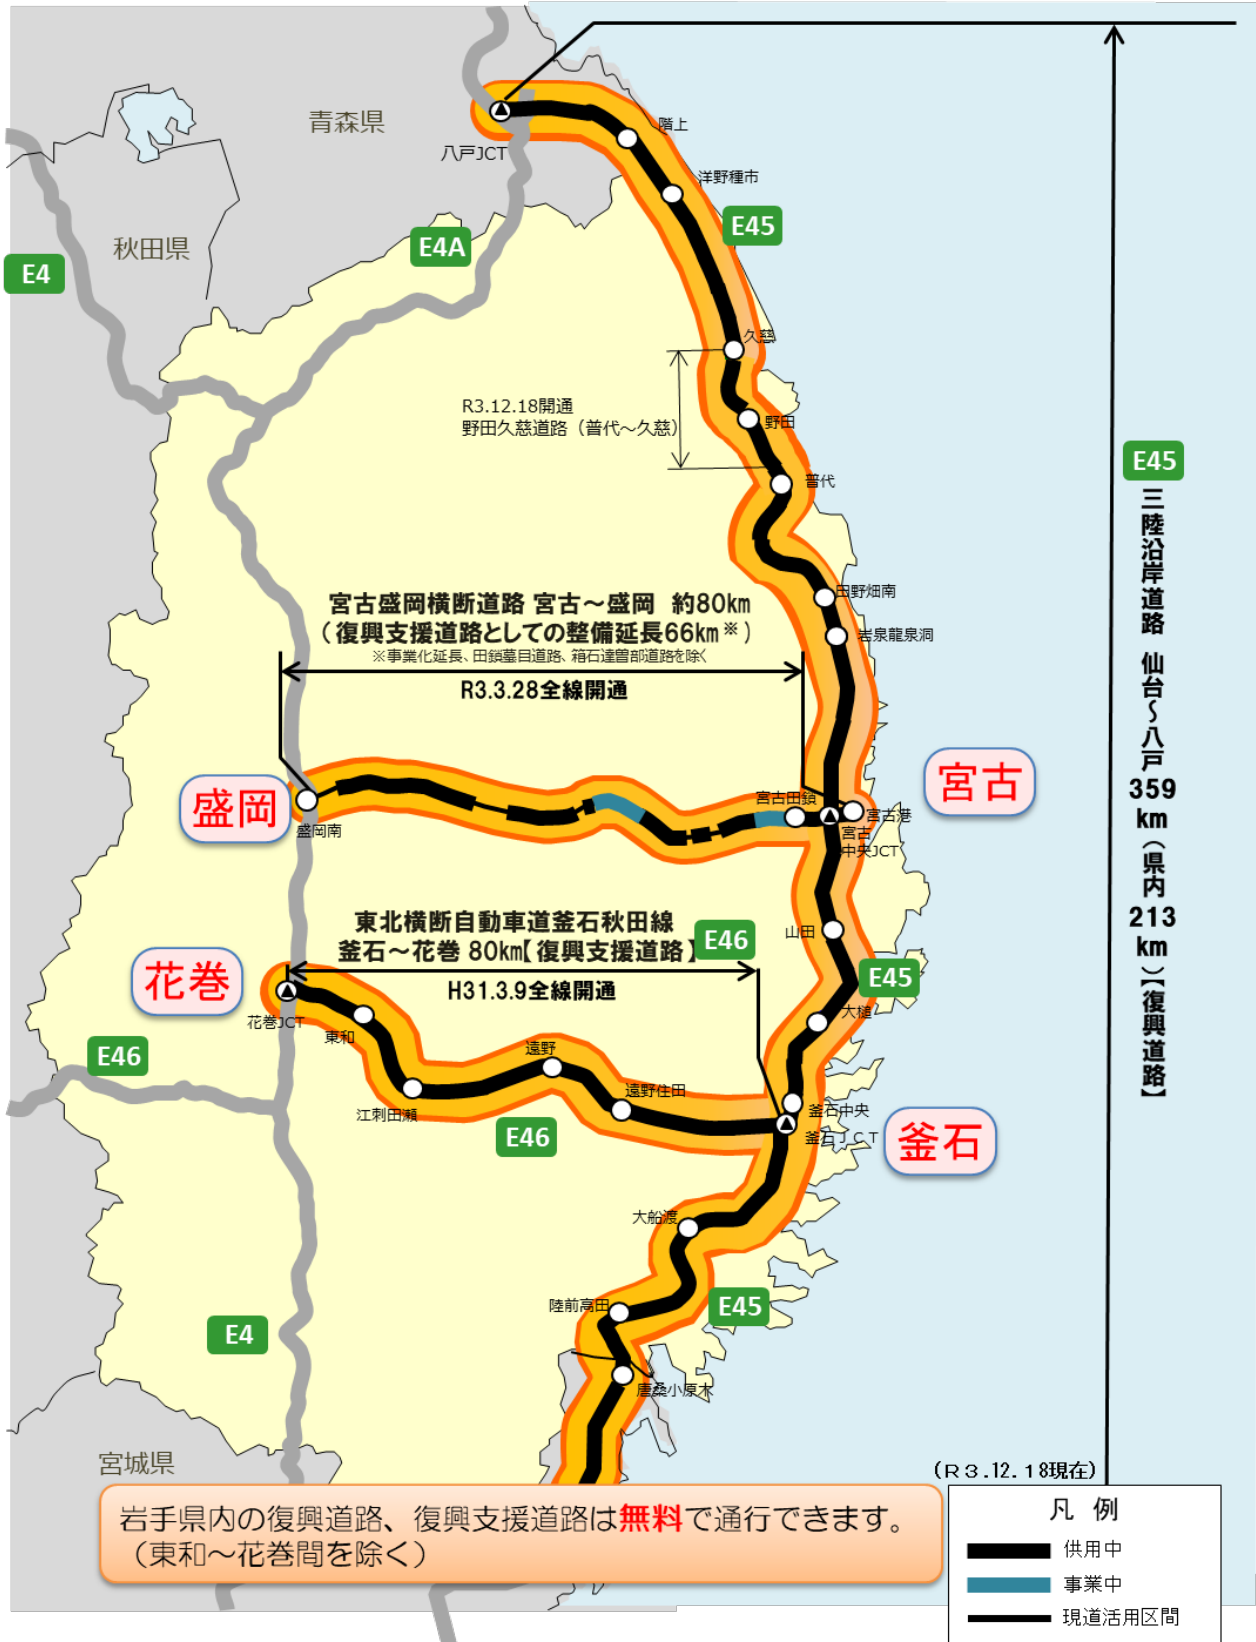 青森県
八戸JCT
階上
洋野種市
E45
秋田県
E4A
E4
久慈
R3.12.18開通
野田久慈道路（普代～久慈）
野田
普代
E45
三陸沿岸道路 仙台～八戸 359km（県内213km）【復興道路】
田野畑南
岩泉龍泉洞
宮古盛岡横断道路 宮古～盛岡 約80km
（復興支援道路としての整備延長66km※）
※事業化延長、田鎖蟇目道路、箱石達曽部道路を除く
R3.3.28全線開通
盛岡
盛岡南
宮古
宮古田鎖
宮古港
宮古
中央JCT
山田
東北横断自動車道釜石秋田線
釜石～花巻 80km【復興支援道路】
E46
H31.3.9全線開通
花巻
花巻JCT
東和
E45
大槌
E46
遠野
遠野住田
江刺田瀬
E46
釜石中央
釜石ＪＣＴ
釜石
大船渡
陸前高田
E45
E4
唐桑小原木
宮城県
（Ｒ３.１２.１８現在）
岩手県内の復興道路、復興支援道路は無料で通行できます。
（東和～花巻間を除く）
凡 例
供用中
事業中
現道活用区間